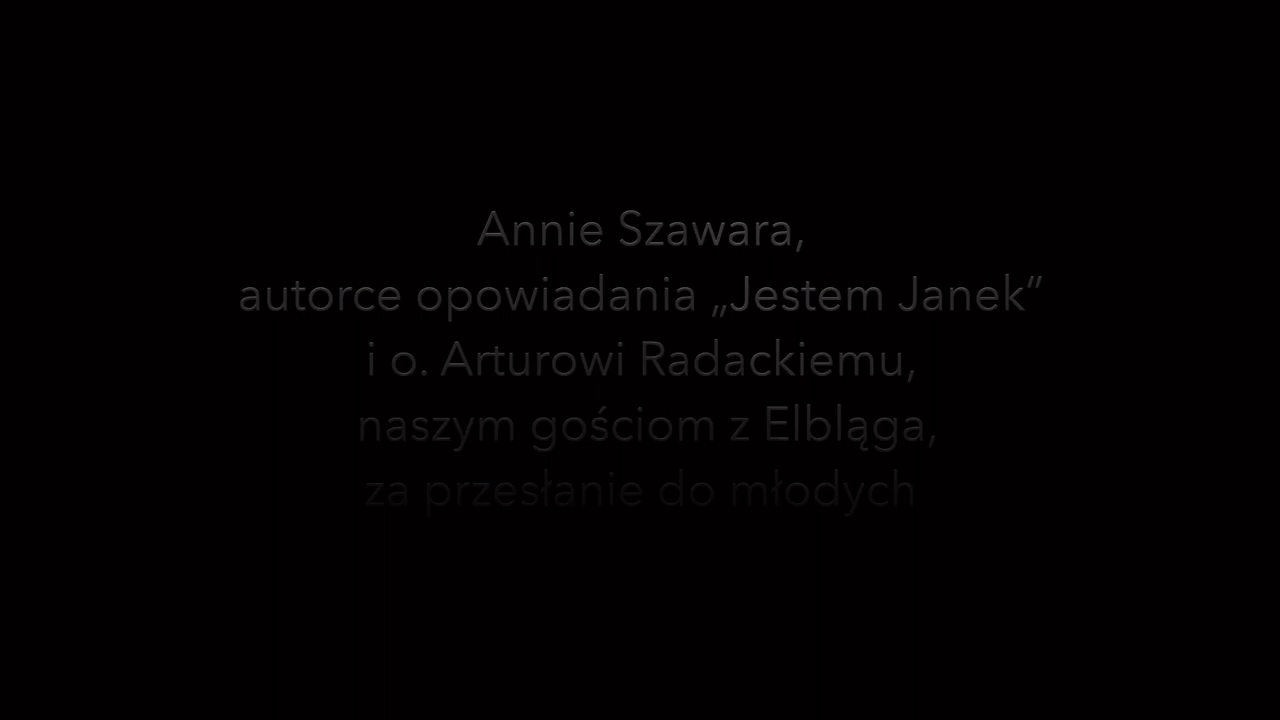 Annie Szawara,
autorce opowiadania „Jestem Janek”
i o. Arturowi Radackiemu,
naszym gościom z Elbląga,
za przesłanie do młodych